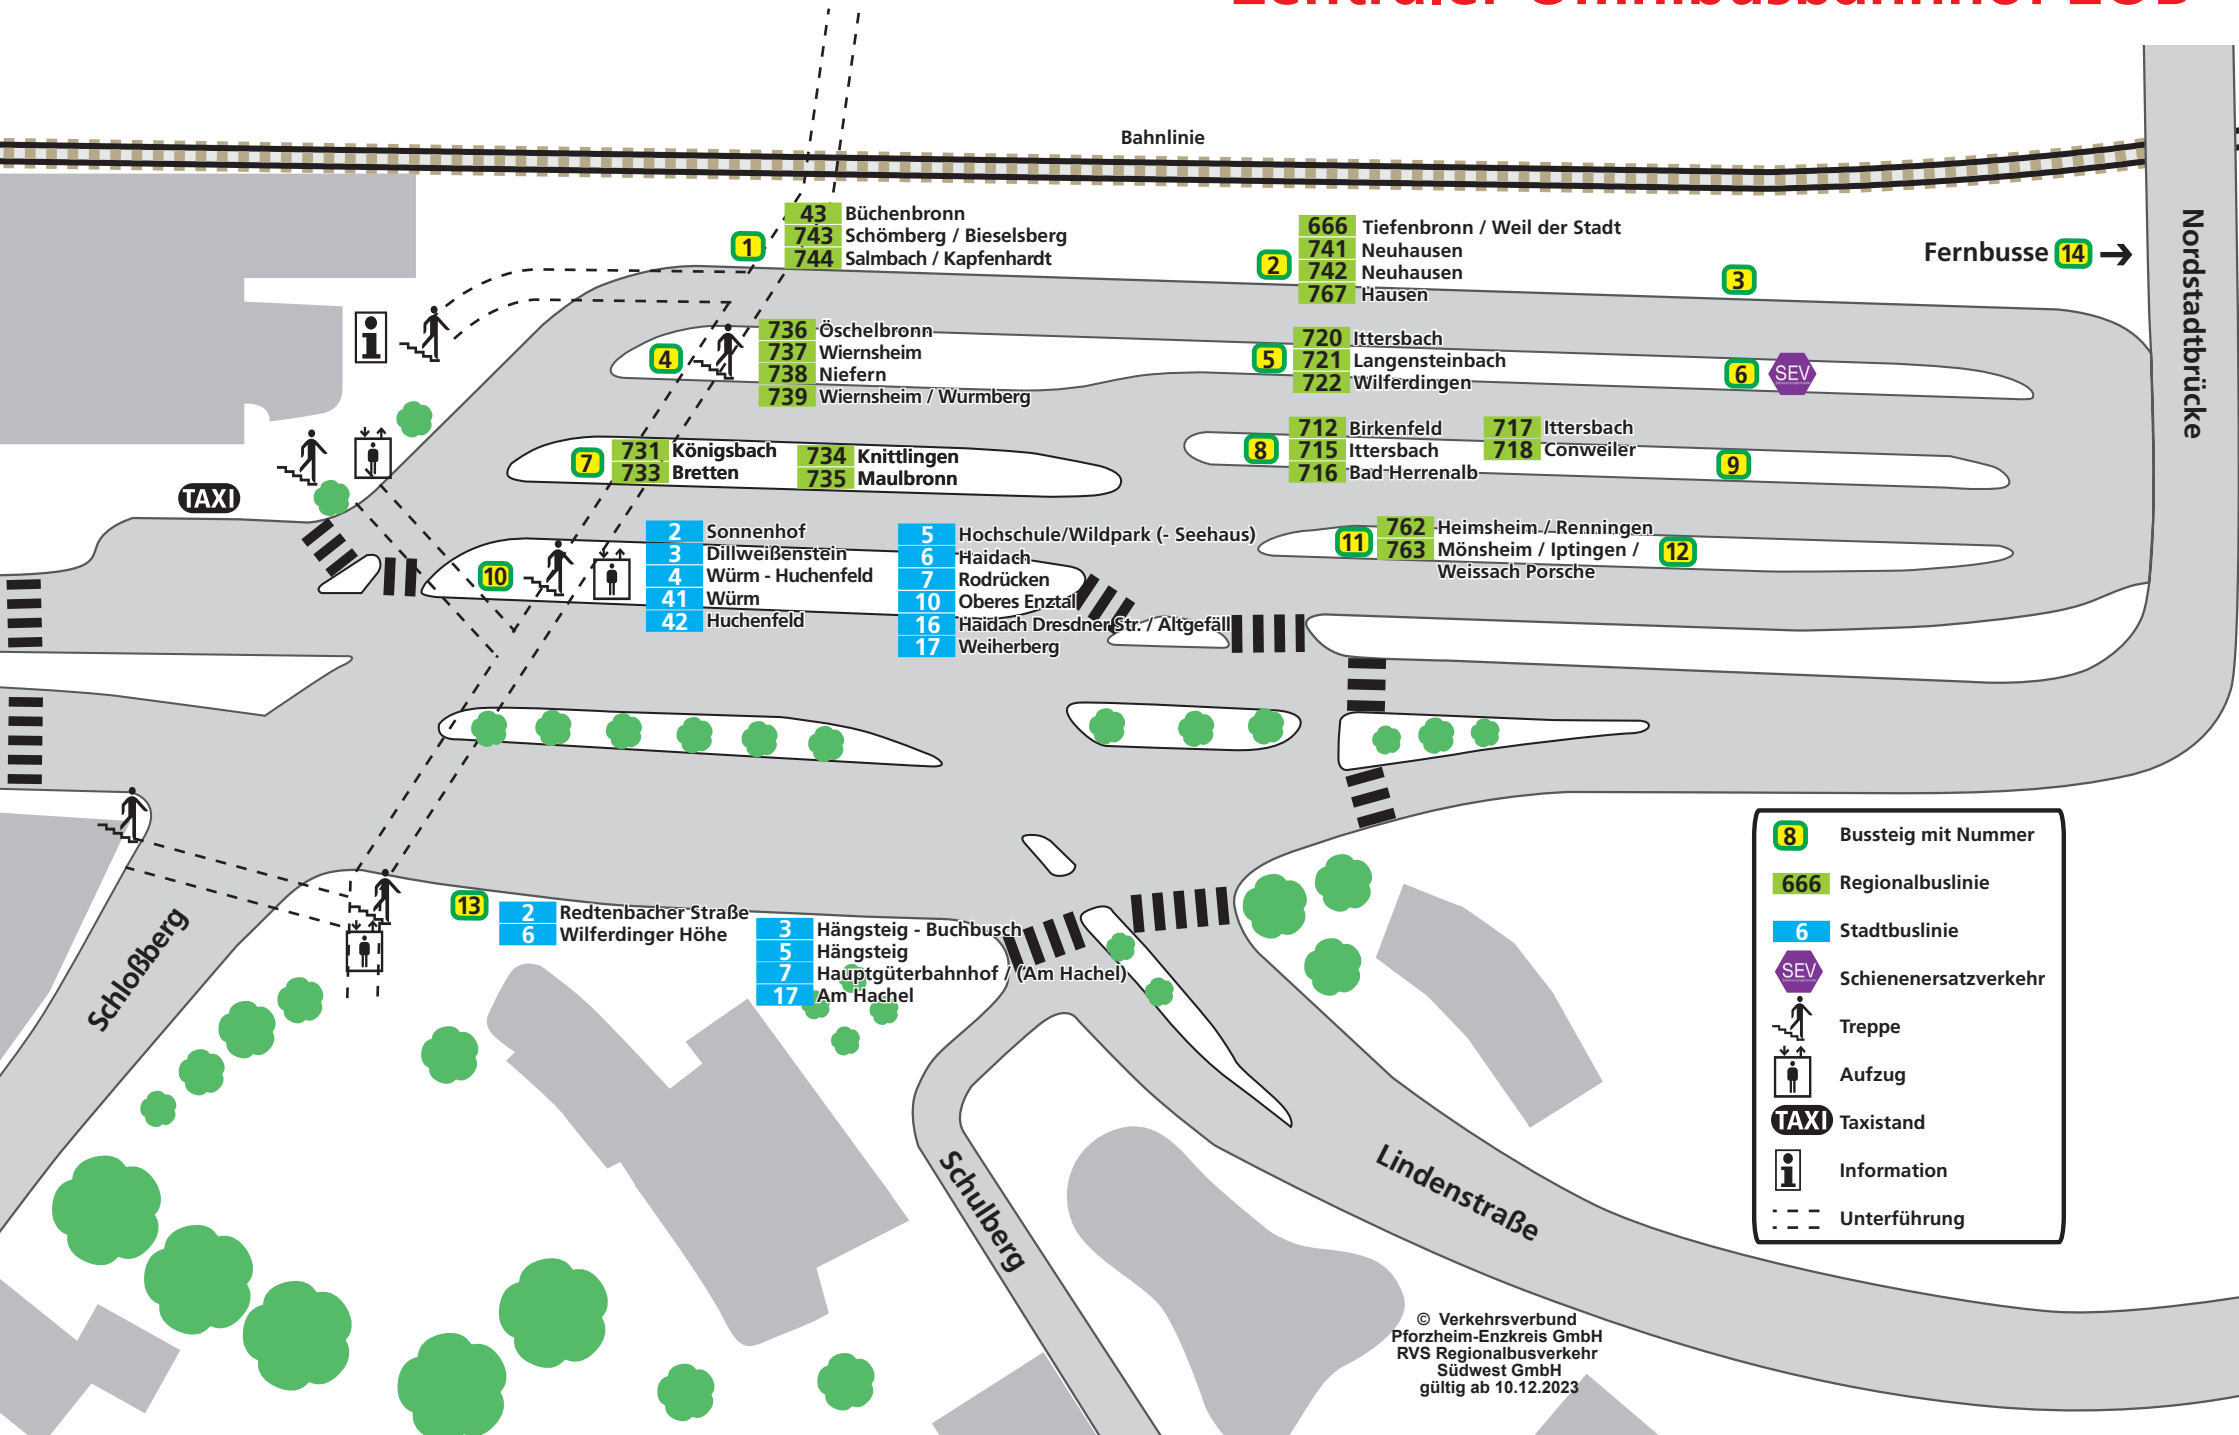 Zentraler Omnibusbahnhof ZOB
Bahnlinie
Nordstadtbrücke
Fernbusse 14
1
43 Büchenbronn
743 Schömberg / Bieselsberg
744 Salmbach / Kapfenhardt
2
666 Tiefenbronn / Weil der Stadt
741 Neuhausen
742 Neuhausen
767 Hausen
3
4
736 Öschelbronn
737 Wiernsheim
738 Niefern
739 Wiernsheim / Wurmberg
5
720 Ittersbach
721 Langensteinbach
722 Wilferdingen
6
SEV
7
731 Königsbach
733 Bretten
734 Knittlingen
735 Maulbronn
8
712 Birkenfeld
715 Ittersbach
716 Bad Herrenalb
717 Ittersbach
718 Conweiler
9
TAXI
10
2 Sonnenhof
3 Dillweißenstein
4 Würm - Huchenfeld
41 Würm
42 Huchenfeld
5 Hochschule/Wildpark (- Seehaus)
6 Haidach
7 Rodrücken
10 Oberes Enztal
16 Haidach Dresdner Str. / Altgefäll
17 Weiherberg
11
762 Heimsheim / Renningen
763 Mönsheim / Iptingen /
Weissach Porsche
12
13
2 Redtenbacher Straße
6 Wilferdinger Höhe
3 Hängsteig - Buchbusch
5 Hängsteig
7 Hauptgüterbahnhof / (Am Hachel)
17 Am Hachel
Schloßberg
Schulberg
Lindenstraße
8 Bussteig mit Nummer
666 Regionalbuslinie
6 Stadtbuslinie
SEV Schienenersatzverkehr
Treppe
Aufzug
TAXI Taxistand
i Information
Unterführung
© Verkehrsverbund
Pforzheim-Enzkreis GmbH
RVS Regionalbusverkehr
Südwest GmbH
gültig ab 10.12.2023